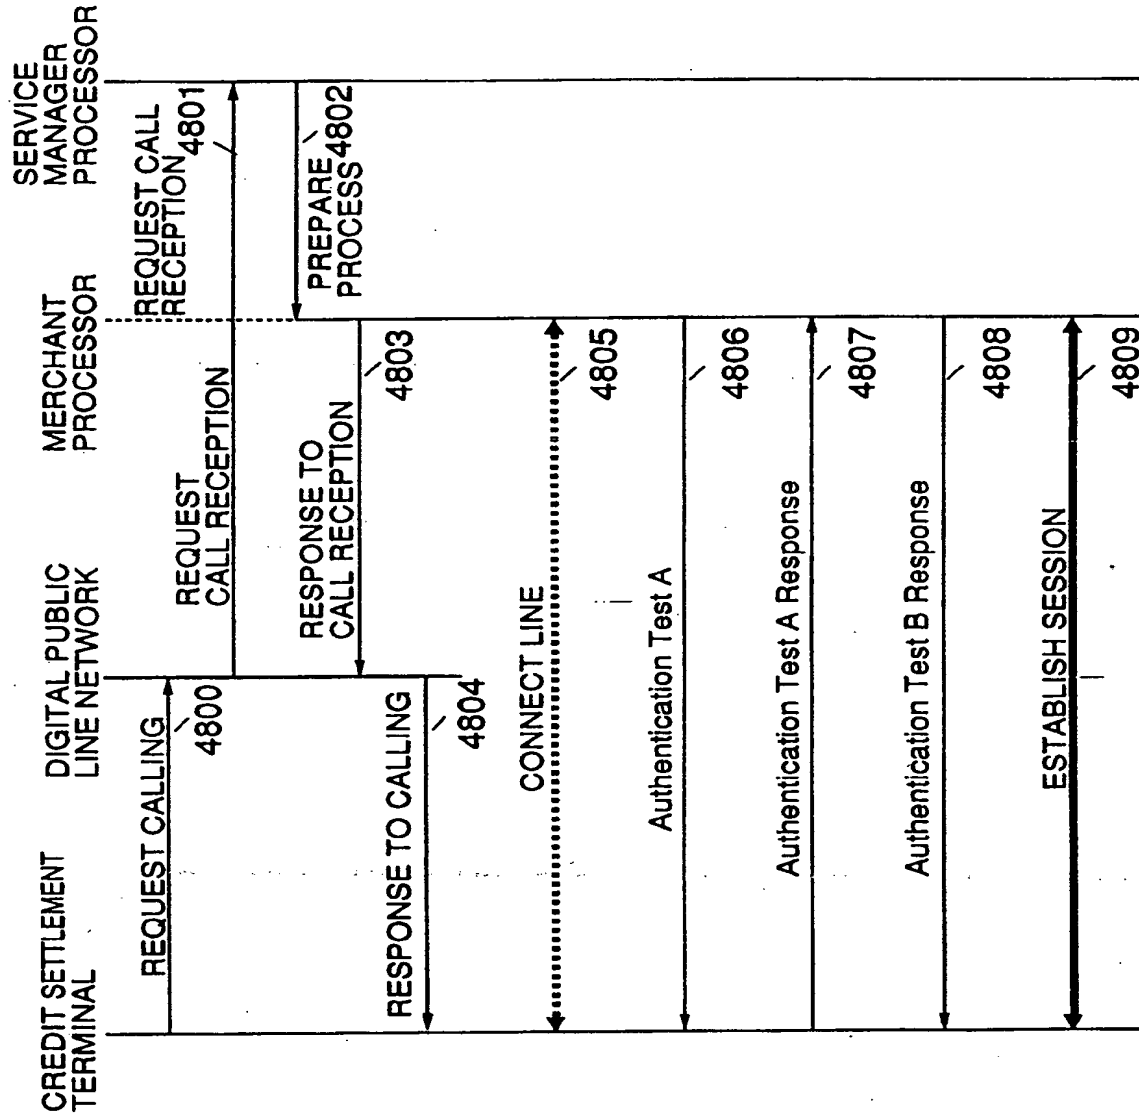 CREDIT SETTLEMENT
TERMINAL
DIGITAL PUBLIC
LINE NETWORK
MERCHANT
PROCESSOR
SERVICE
MANAGER
PROCESSOR
REQUEST CALLING
4800
REQUEST
CALL RECEPTION
REQUEST CALL
RECEPTION
4801
PREPARE
PROCESS
4802
RESPONSE TO
CALL RECEPTION
4803
RESPONSE TO CALLING
4804
CONNECT LINE
4805
Authentication Test A
4806
Authentication Test A Response
4807
Authentication Test B Response
4808
ESTABLISH SESSION
4809